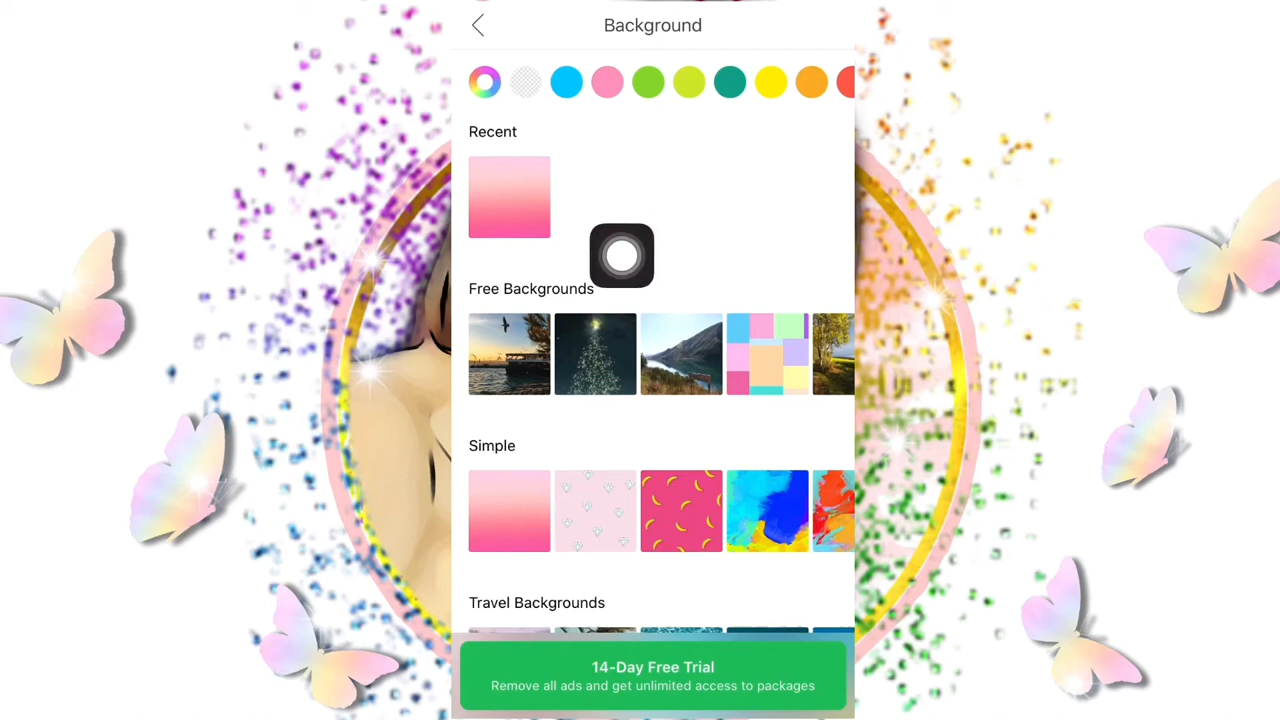 Background
Recent
Free Backgrounds
Simple
Travel Backgrounds
14-Day Free Trial
Remove all ads and get unlimited access to packages